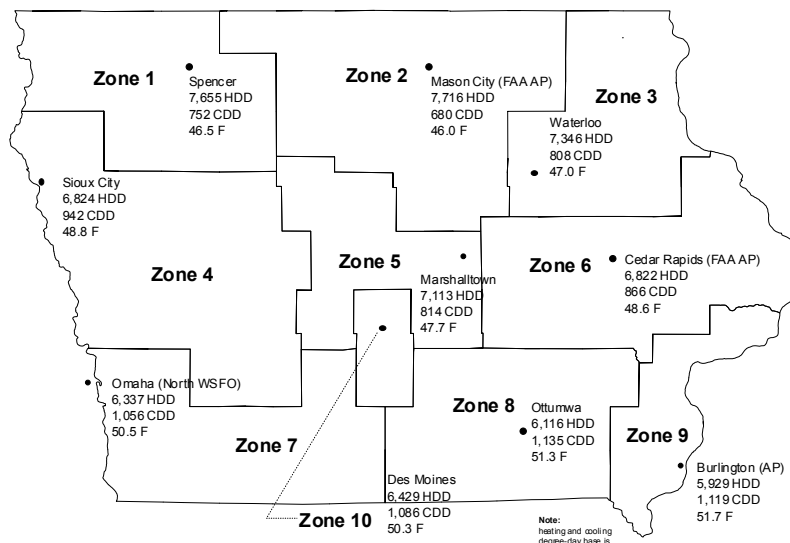 Zone 1
Spencer
7,655 HDD
752 CDD
46.5 F
Zone 2
Mason City (FAA AP)
7,716 HDD
680 CDD
46.0 F
Zone 3
Waterloo
7,346 HDD
808 CDD
47.0 F
Sioux City
6,824 HDD
942 CDD
48.8 F
Zone 4
Zone 5
Marshalltown
7,113 HDD
814 CDD
47.7 F
Zone 6
Cedar Rapids (FAA AP)
6,822 HDD
866 CDD
48.6 F
Omaha (North WSFO)
6,337 HDD
1,056 CDD
50.5 F
Zone 7
Zone 8
Ottumwa
6,116 HDD
1,135 CDD
51.3 F
Zone 9
Burlington (AP)
5,929 HDD
1,119 CDD
51.7 F
Des Moines
6,429 HDD
1,086 CDD
50.3 F
Zone 10
Note:
heating and cooling
degree-day base is